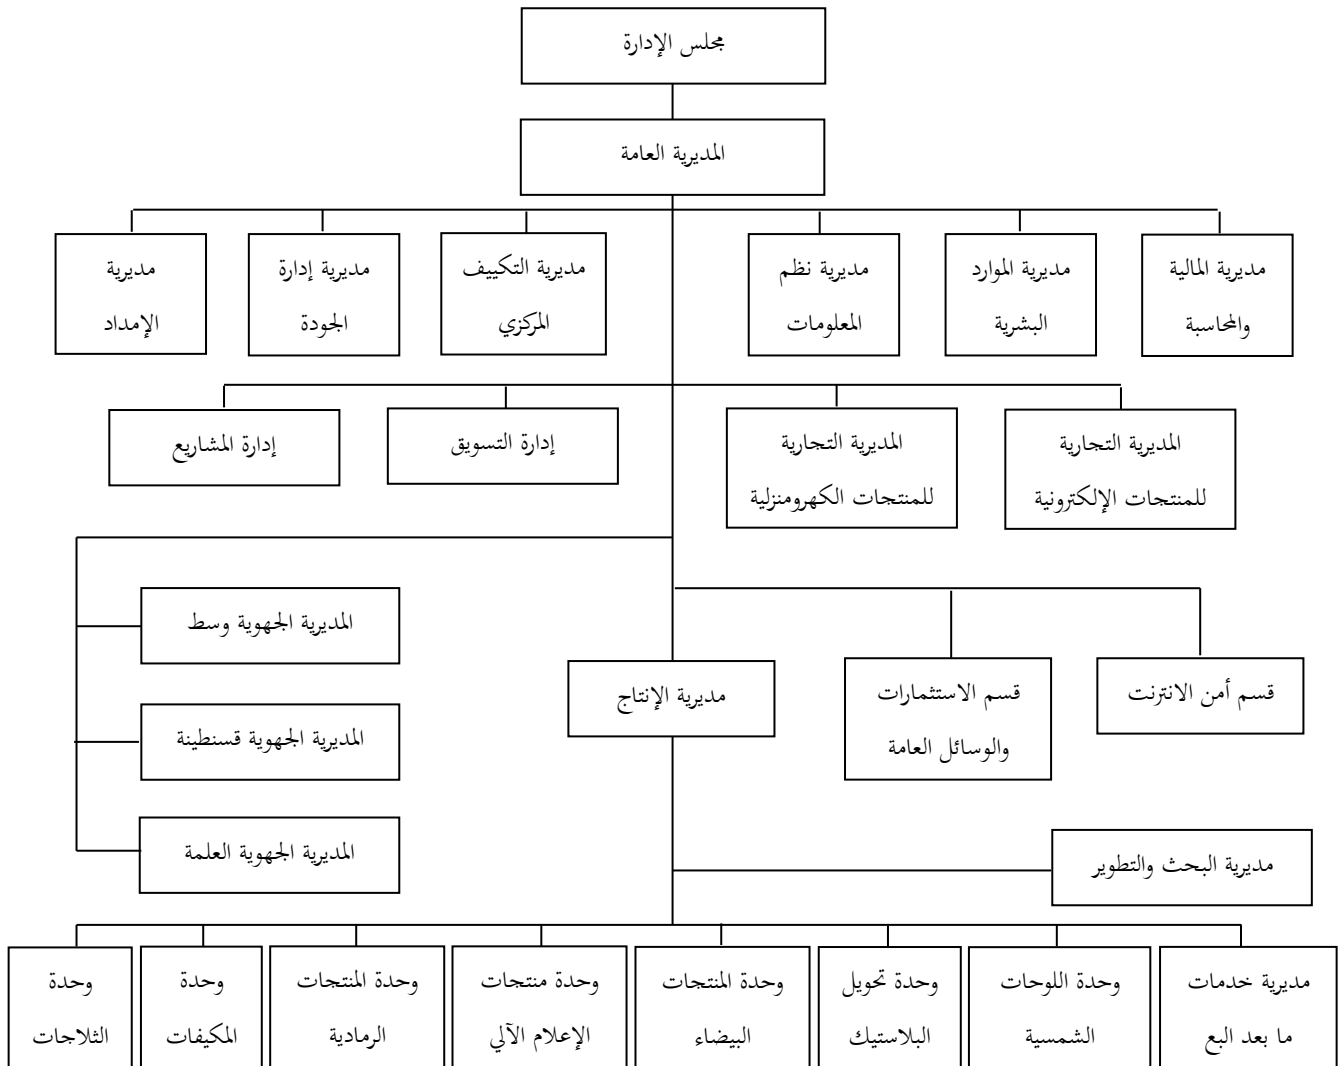 مجلس الإدارة
المديرية العامة
مديرية المالية
والمحاسبة
مديرية الموارد
البشرية
مديرية نظم
المعلومات
مديرية التكييف
المركزي
مديرية إدارة
الجودة
مديرية
الإمداد
المديرية التجارية
للمنتجات الإلكترونية
المديرية التجارية
للمنتجات الكهرومنزلية
إدارة التسويق
إدارة المشاريع
المديرية الجهوية وسط
قسم أمن الانترنت
قسم الاستثمارات
والوسائل العامة
مديرية الإنتاج
المديرية الجهوية قسنطينة
المديرية الجهوية العلمة
مديرية البحث والتطوير
مديرية خدمات
ما بعد البع
وحدة اللوحات
الشمسية
وحدة تحويل
البلاستيك
وحدة المنتجات
البيضاء
وحدة منتجات
الإعلام الآلي
وحدة المنتجات
الرمادية
وحدة
المكيفات
وحدة
الثلاجات